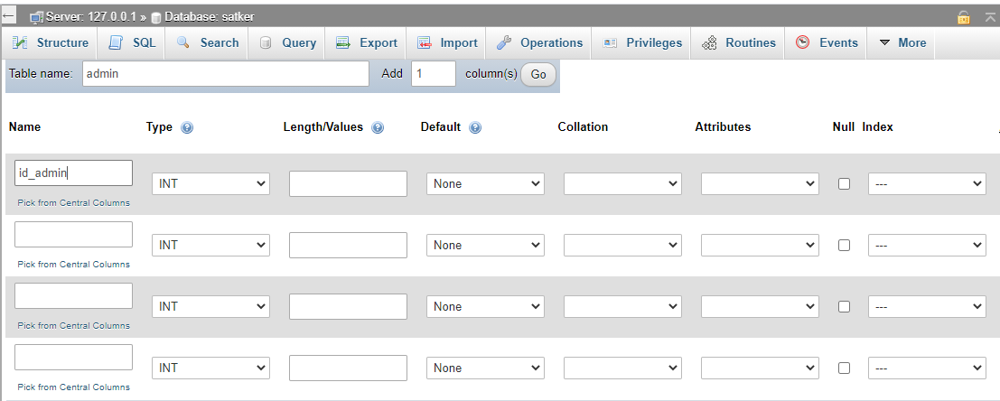 Server: 127.0.0.1 » Database: satker
Structure SQL Search Query Export Import Operations Privileges Routines Events More
Table name: admin Add 1 column(s) Go
Name Type Length/Values Default Collation Attributes Null Index
id_admin INT None ---
Pick from Central Columns
INT None ---
Pick from Central Columns
INT None ---
Pick from Central Columns
INT None ---
Pick from Central Columns